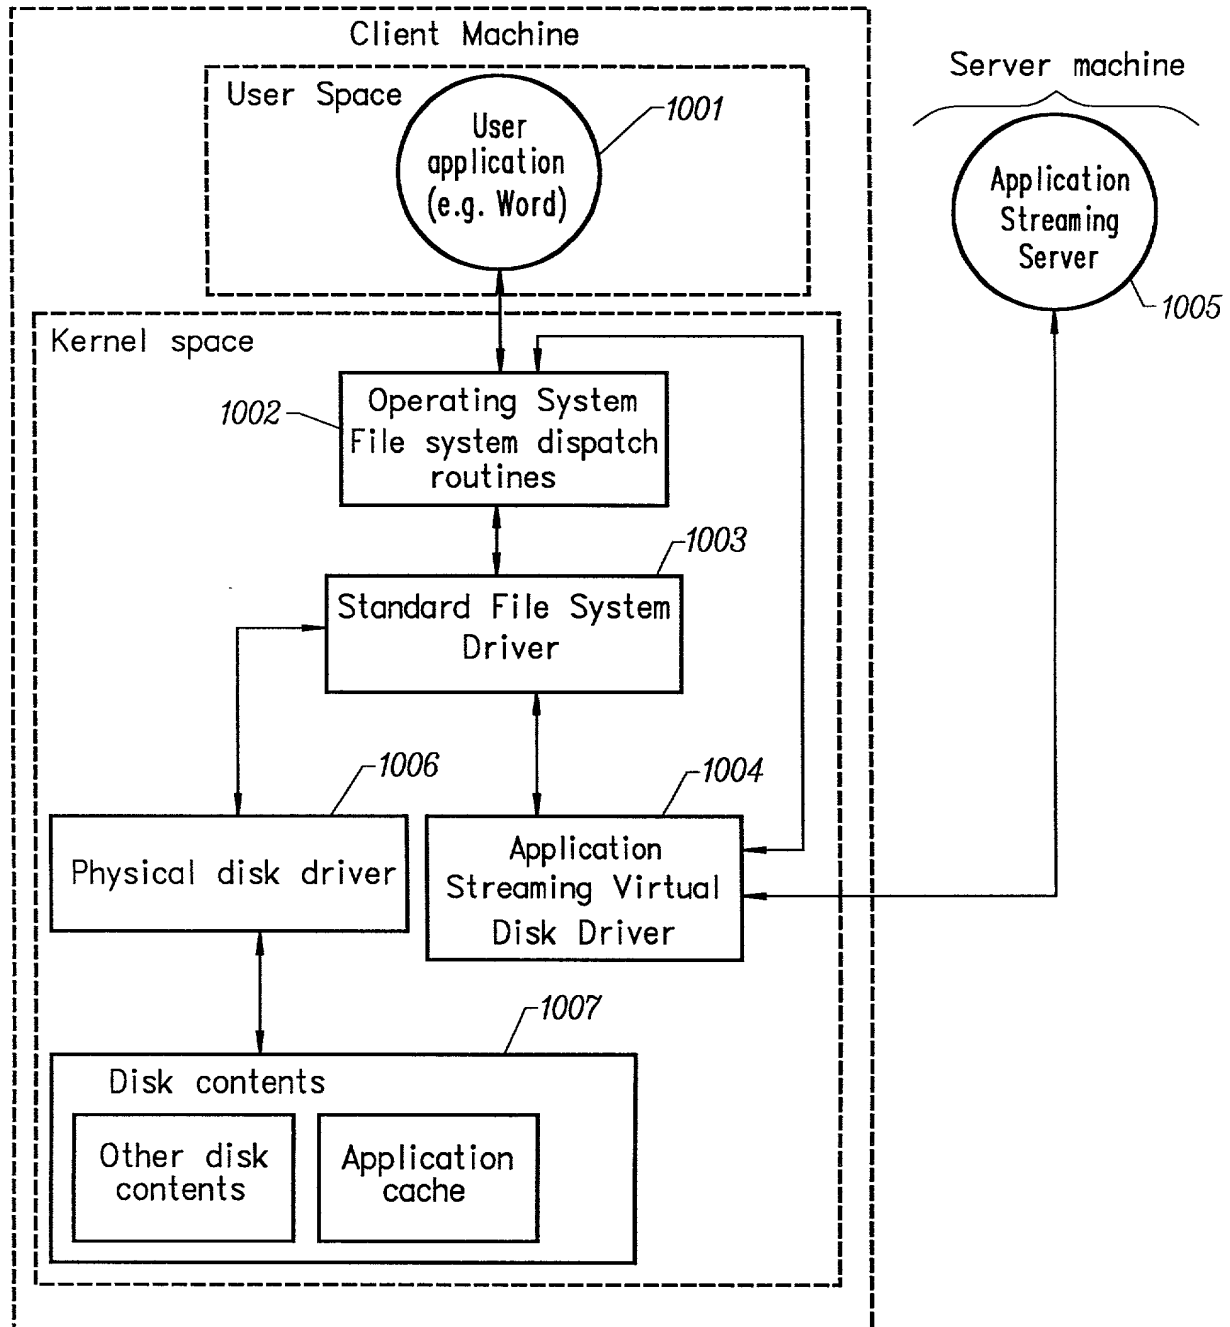 Client Machine
Server machine
User Space
1001
User
application
(e.g. Word)
Application
Streaming
Server
1005
Kernel space
1002
Operating System
File system dispatch
routines
1003
Standard File System
Driver
1006
1004
Physical disk driver
Application
Streaming Virtual
Disk Driver
1007
Disk contents
Other disk
contents
Application
cache